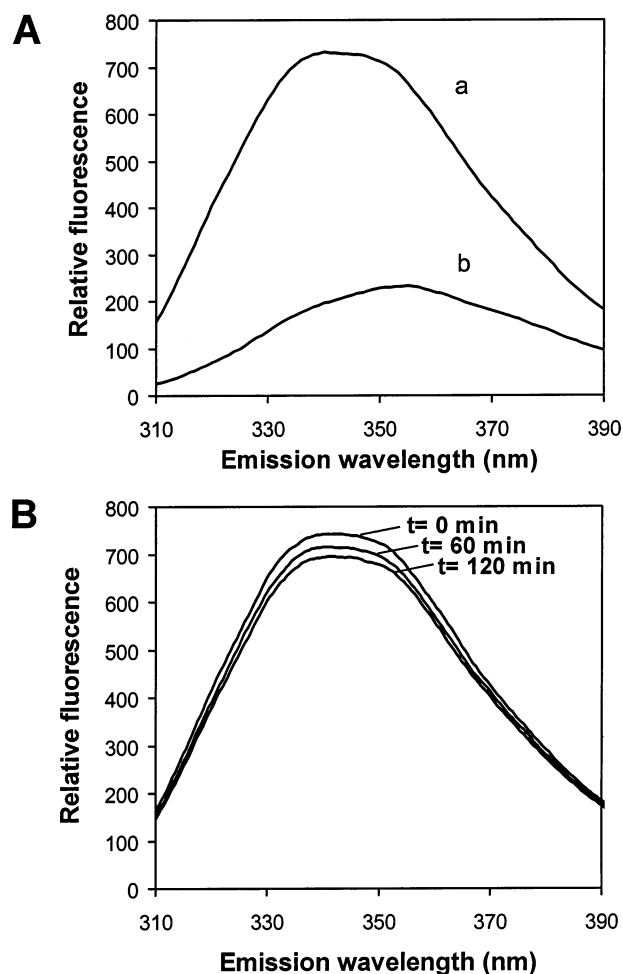 A
800
700
600
500
400
300
200
100
0
Relative fluorescence
a
b
310 330 350 370 390
Emission wavelength (nm)
B
800
700
600
500
400
300
200
100
0
Relative fluorescence
t= 0 min
t= 60 min
t= 120 min
310 330 350 370 390
Emission wavelength (nm)